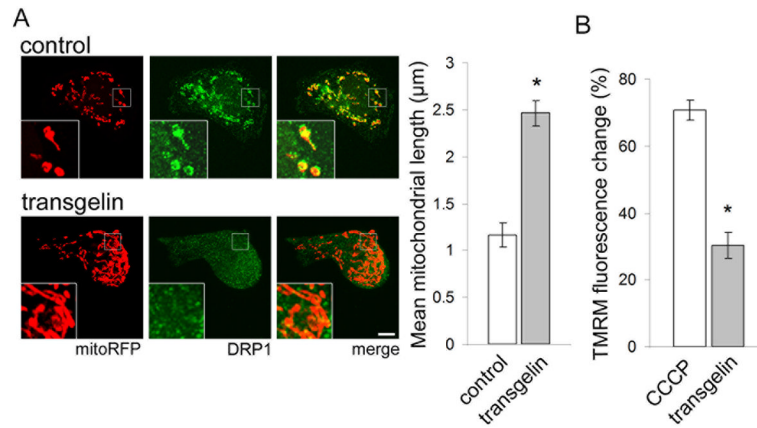 A
control
transgelin
mitoRFP
DRP1
merge
Mean mitochondrial length (µm)
3
2.5
2
1.5
1
0.5
0
control
transgelin
*
B
TMRM fluorescence change (%)
80
60
40
20
0
CCCP
transgelin
*